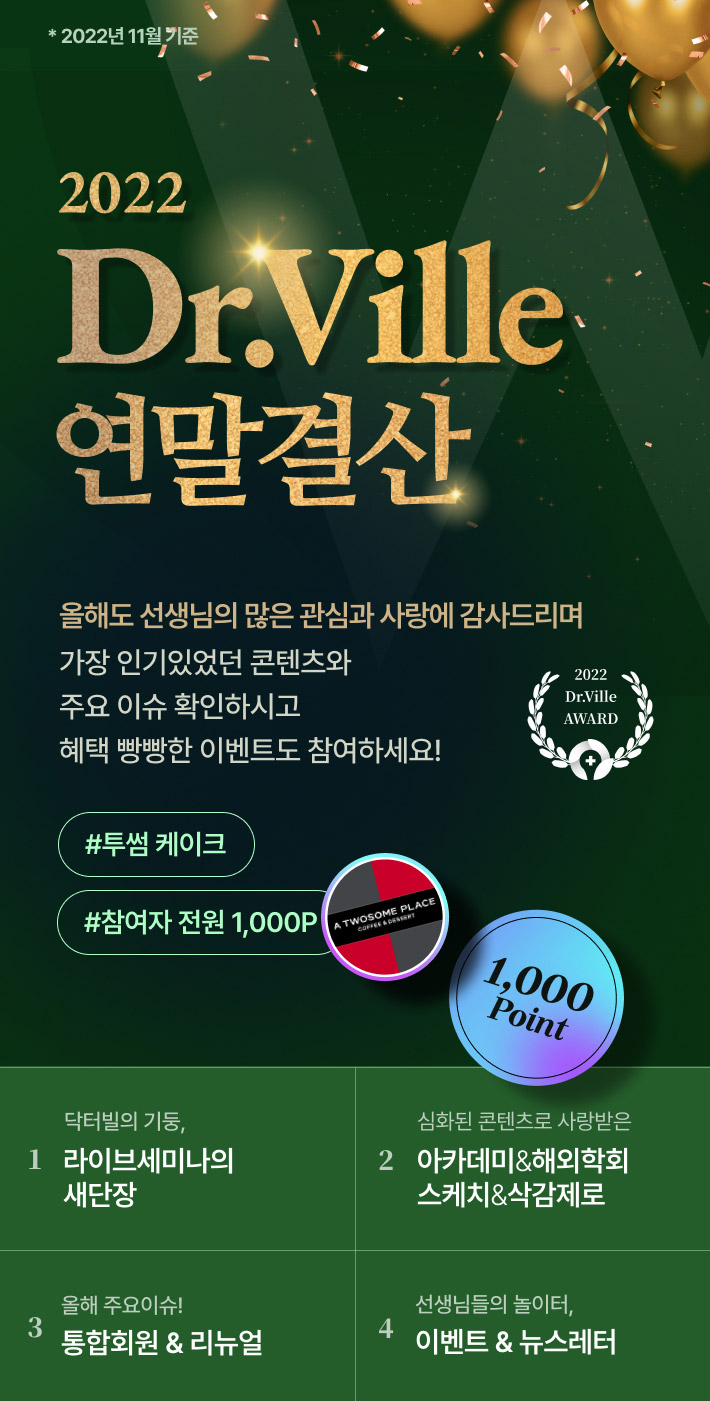 * 2022년 11월 기준
2022
Dr.Ville
연말결산
올해도 선생님의 많은 관심과 사랑에 감사드리며
가장 인기있었던 콘텐츠와
주요 이슈 확인하시고
혜택 빵빵한 이벤트도 참여하세요!
2022
Dr.Ville
AWARD
#투썸 케이크
#참여자 전원 1,000P
A TWOSOME PLACE
COFFEE & DESSERT
1,000
Point
1
닥터빌의 기둥,
라이브세미나의
새단장
2
심화된 콘텐츠로 사랑받은
아카데미&해외학회
스케치&삭감제로
3
올해 주요이슈!
통합회원 & 리뉴얼
4
선생님들의 놀이터,
이벤트 & 뉴스레터